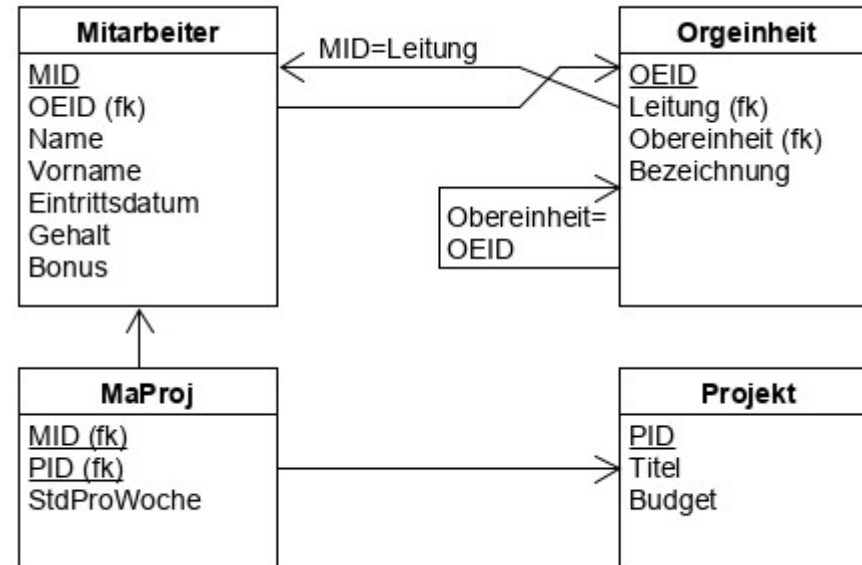 Mitarbeiter
MID
OEID (fk)
Name
Vorname
Eintrittsdatum
Gehalt
Bonus
MID=Leitung
Orgeinheit
OEID
Leitung (fk)
Obereinheit (fk)
Bezeichnung
Obereinheit=
OEID
MaProj
MID (fk)
PID (fk)
StdProWoche
Projekt
PID
Titel
Budget